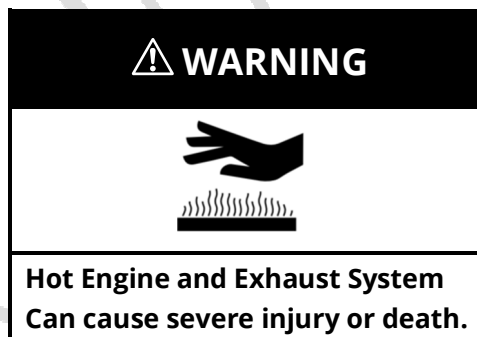 ⚠ WARNING
Hot Engine and Exhaust System
Can cause severe injury or death.